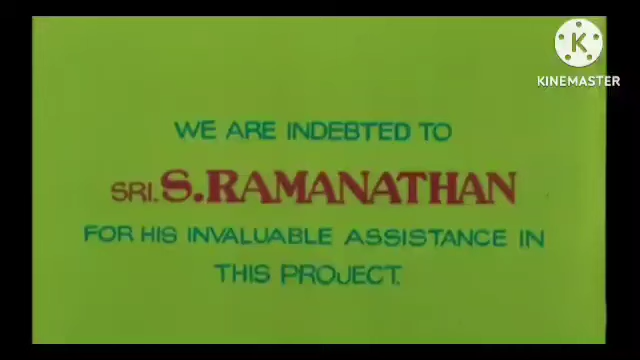 K
KINEMASTER
WE ARE INDEBTED TO
SRI. S. RAMANATHAN
FOR HIS INVALUABLE ASSISTANCE IN
THIS PROJECT.